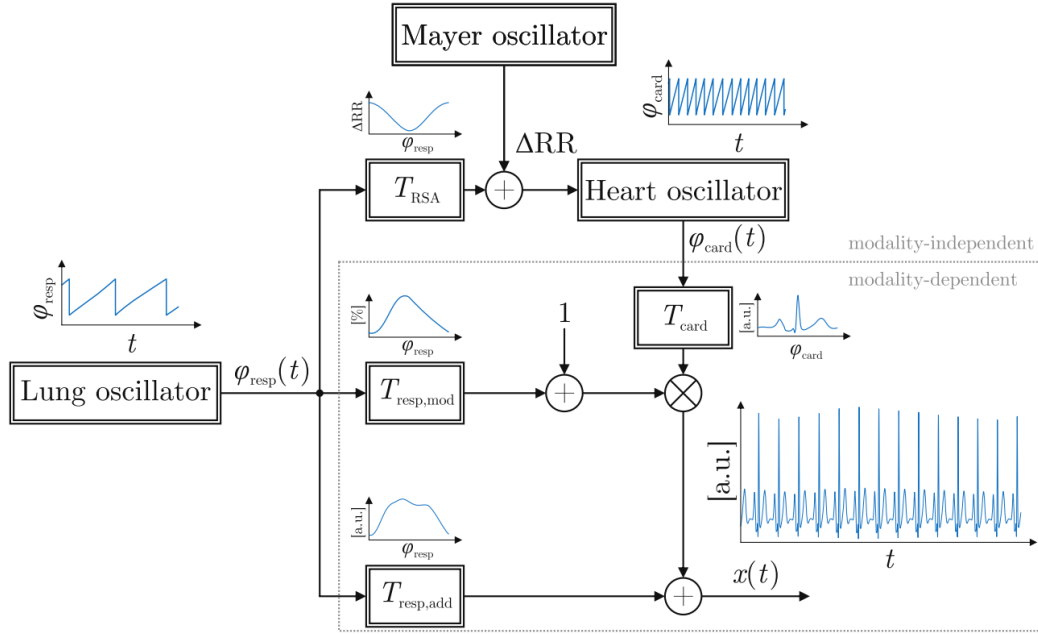 Mayer oscillator
ΔRR
φresp
φcard
t
ΔRR
TRSA
+
Heart oscillator
φcard(t)
modality-independent
modality-dependent
φresp
t
[%]
φresp
1
Tcard
[a.u.]
φcard
Lung oscillator
φresp(t)
Tresp,mod
+
[a.u.]
t
[a.u.]
φresp
Tresp,add
+
x(t)